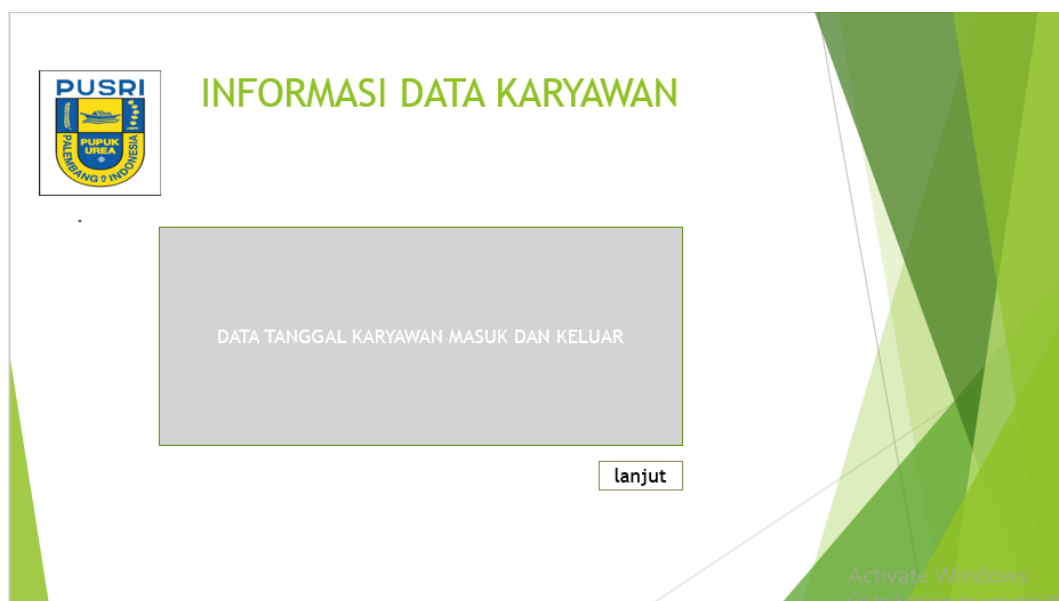 PUSRI
PUPUK
UREA
PALEMBANG INDONESIA
INFORMASI DATA KARYAWAN
.
DATA TANGGAL KARYAWAN MASUK DAN KELUAR
lanjut
Activate Windows